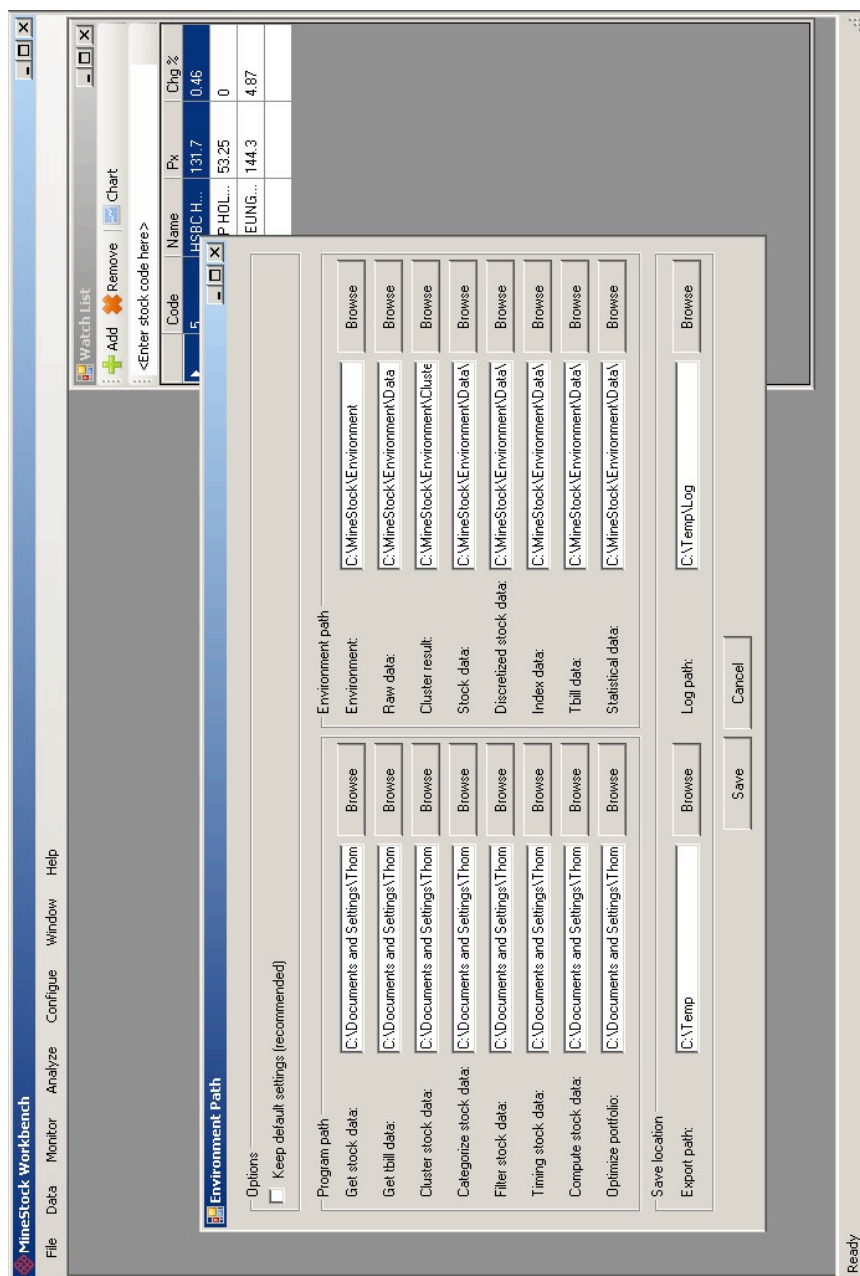 MineStock Workbench
File Data Monitor Analyze Configue Window Help
Watch List
Add Remove Chart
<Enter stock code here>
Code Name Px Chg %
5 HSBC H... 131.7 0.46
P HOL... 53.25 0
EUNG... 144.3 4.87
Environment Path
Options
Keep default settings (recommended)
Program path
Get stock data: C:\Documents and Settings\Thom Browse
Get tbill data: C:\Documents and Settings\Thom Browse
Cluster stock data: C:\Documents and Settings\Thom Browse
Categorize stock data: C:\Documents and Settings\Thom Browse
Filter stock data: C:\Documents and Settings\Thom Browse
Timing stock data: C:\Documents and Settings\Thom Browse
Compute stock data: C:\Documents and Settings\Thom Browse
Optimize portfolio: C:\Documents and Settings\Thom Browse
Environment path
Environment: C:\MineStock\Environment Browse
Raw data: C:\MineStock\Environment\Data Browse
Cluster result: C:\MineStock\Environment\Cluste Browse
Stock data: C:\MineStock\Environment\Data\ Browse
Discretized stock data: C:\MineStock\Environment\Data\ Browse
Index data: C:\MineStock\Environment\Data\ Browse
Tbill data: C:\MineStock\Environment\Data\ Browse
Statistical data: C:\MineStock\Environment\Data\ Browse
Save location
Export path: C:\Temp Browse
Log path: C:\Temp\Log Browse
Save Cancel
Ready